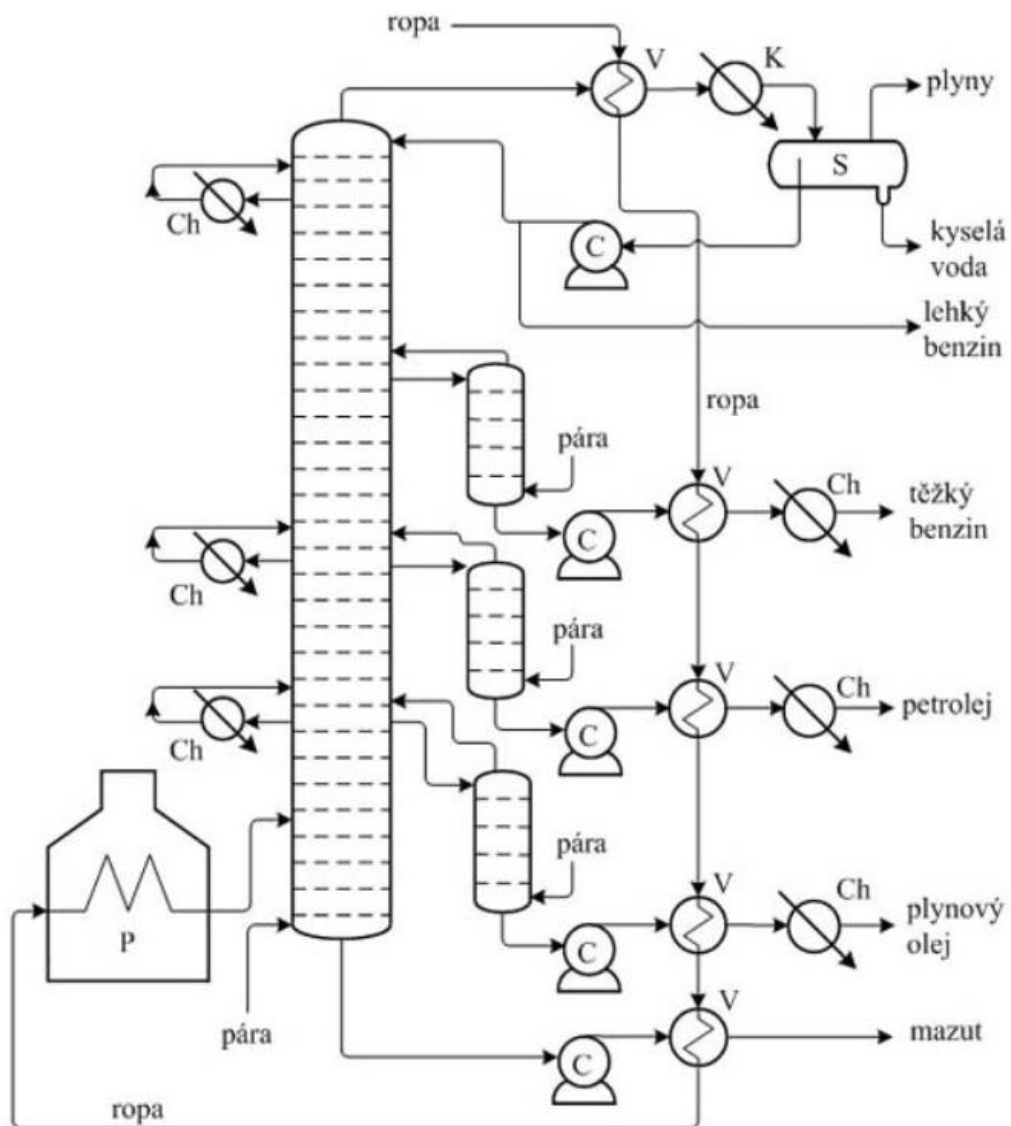 ropa
V
K
plyny
S
Ch
C
kyselá
voda
lehký
benzin
ropa
pára
V
Ch
těžký
benzin
C
Ch
pára
V
Ch
petrolej
C
Ch
pára
V
Ch
plynový
olej
C
P
pára
V
mazut
C
ropa